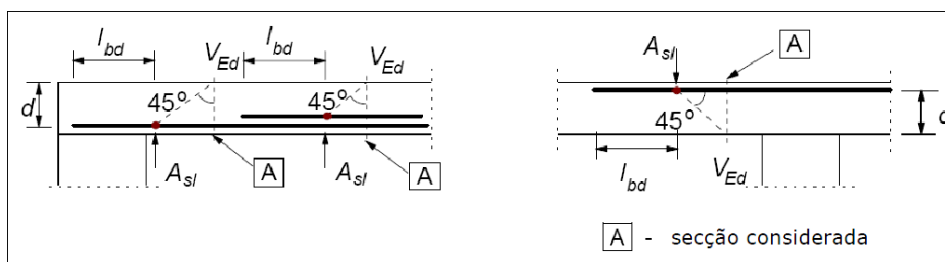 l_bd
l_bd
V_Ed
V_Ed
d
45°
45°
A_sl
A
A_sl
A
A_sl
A
45°
d
l_bd
V_Ed
A - secção considerada